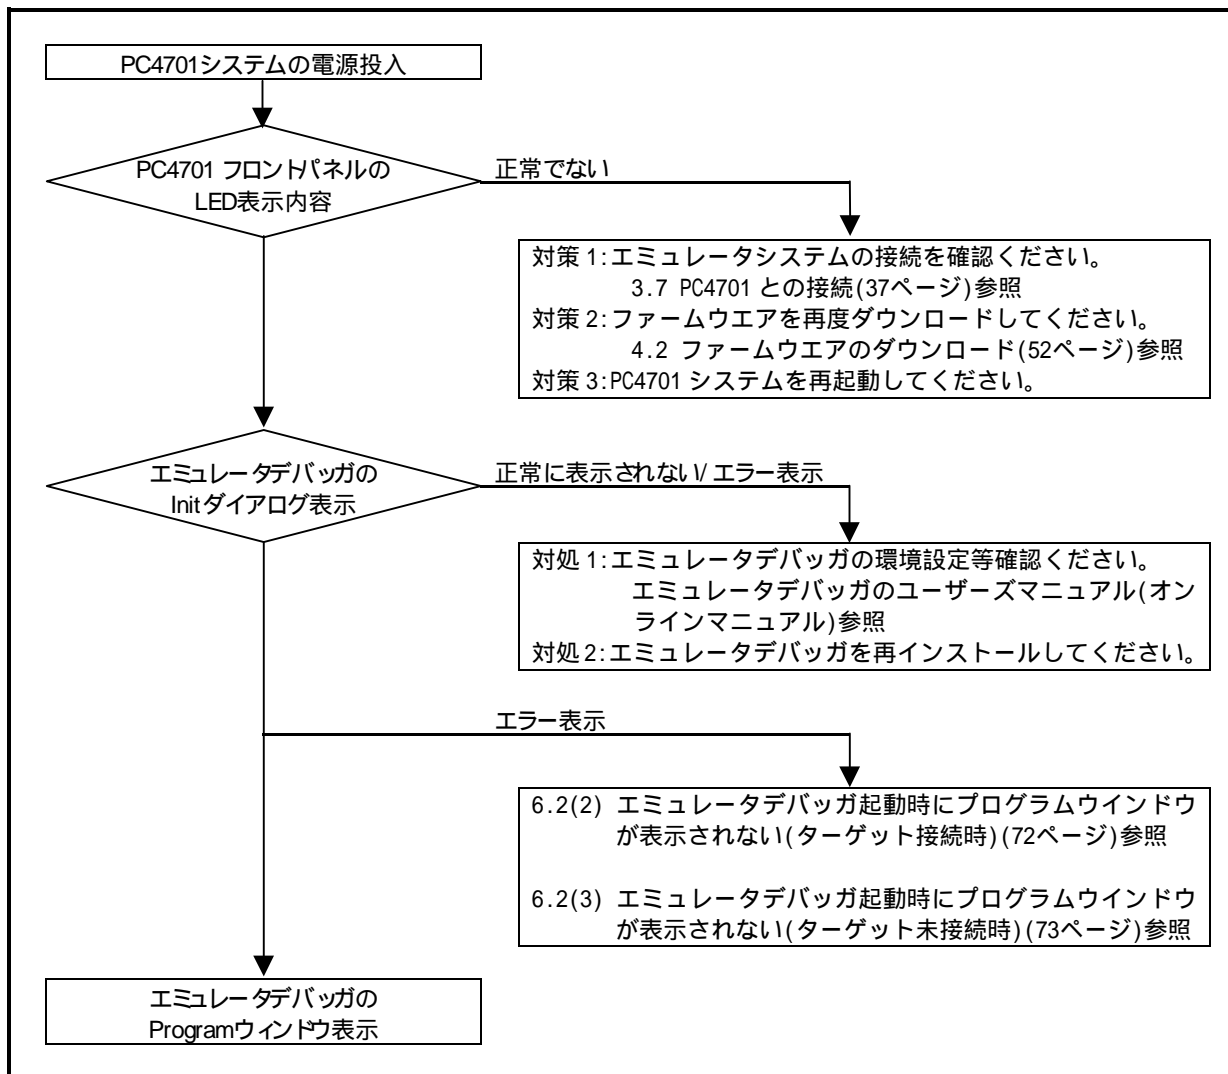 PC4701システムの電源投入
PC4701 フロントパネルの
LED表示内容
正常でない
対策 1:エミュレータシステムの接続を確認ください。
3.7 PC4701 との接続(37ページ)参照
対策 2:ファームウエアを再度ダウンロードしてください。
4.2 ファームウエアのダウンロード(52ページ)参照
対策 3:PC4701 システムを再起動してください。
エミュレータデバッガの
Initダイアログ表示
正常に表示されない/エラー表示
対処 1:エミュレータデバッガの環境設定等確認ください。
エミュレータデバッガのユーザーズマニュアル(オン
ラインマニュアル)参照
対処 2:エミュレータデバッガを再インストールしてください。
エラー表示
6.2(2) エミュレータデバッガ起動時にプログラムウインドウ
が表示されない(ターゲット接続時)(72ページ)参照
6.2(3) エミュレータデバッガ起動時にプログラムウインドウ
が表示されない(ターゲット未接続時)(73ページ)参照
エミュレータデバッガの
Programウィンドウ表示